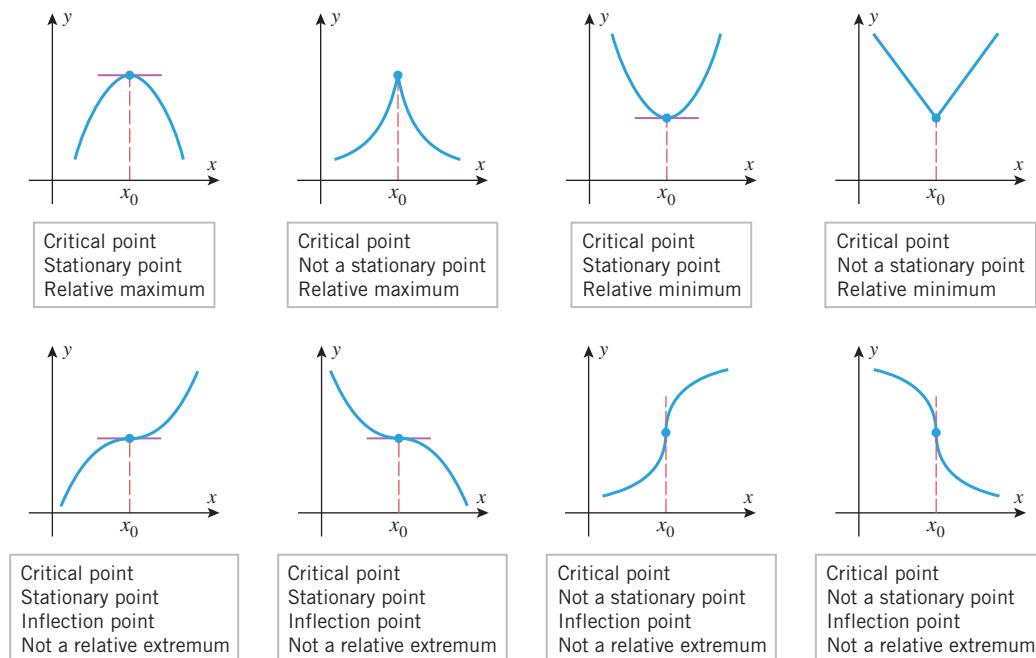 y
x
x0
Critical point
Stationary point
Relative maximum
y
x
x0
Critical point
Not a stationary point
Relative maximum
y
x
x0
Critical point
Stationary point
Relative minimum
y
x
x0
Critical point
Not a stationary point
Relative minimum
y
x
x0
Critical point
Stationary point
Inflection point
Not a relative extremum
y
x
x0
Critical point
Stationary point
Inflection point
Not a relative extremum
y
x
x0
Critical point
Not a stationary point
Inflection point
Not a relative extremum
y
x
x0
Critical point
Not a stationary point
Inflection point
Not a relative extremum